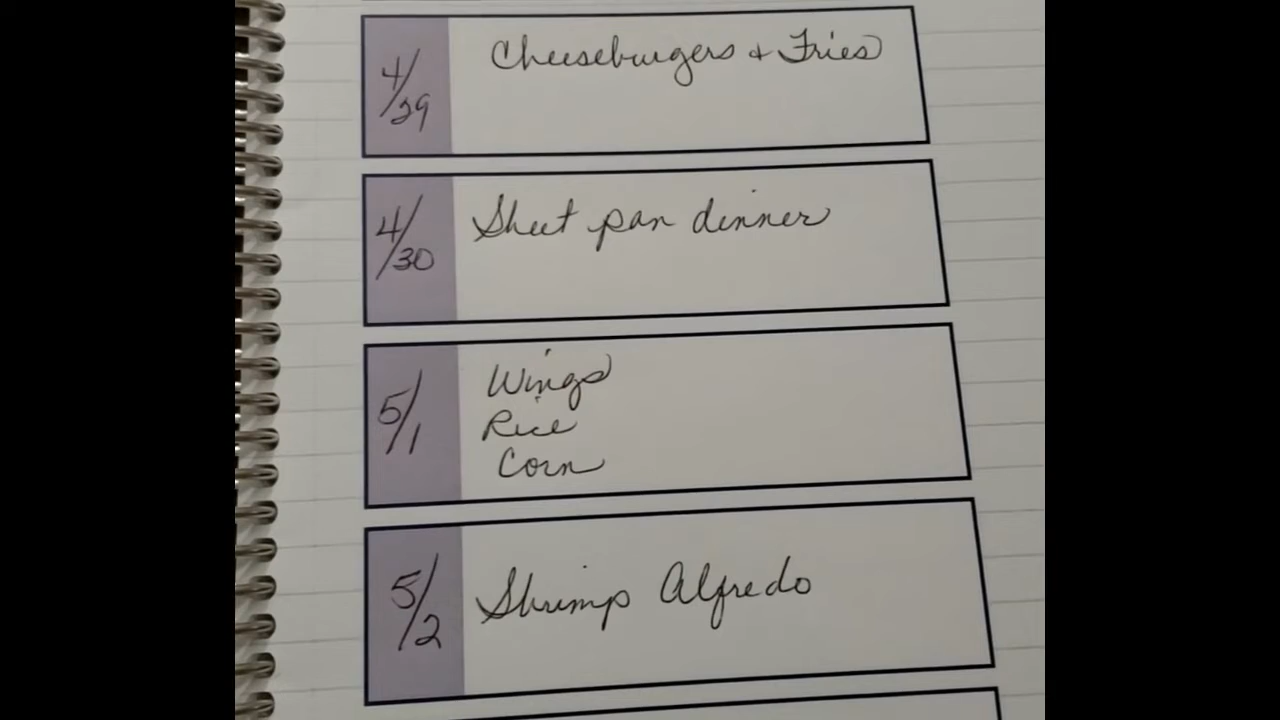 4/29
Cheeseburgers + Fries
4/30
Sheet pan dinner
5/1
Wings
Rice
Corn
5/2
Shrimp Alfredo